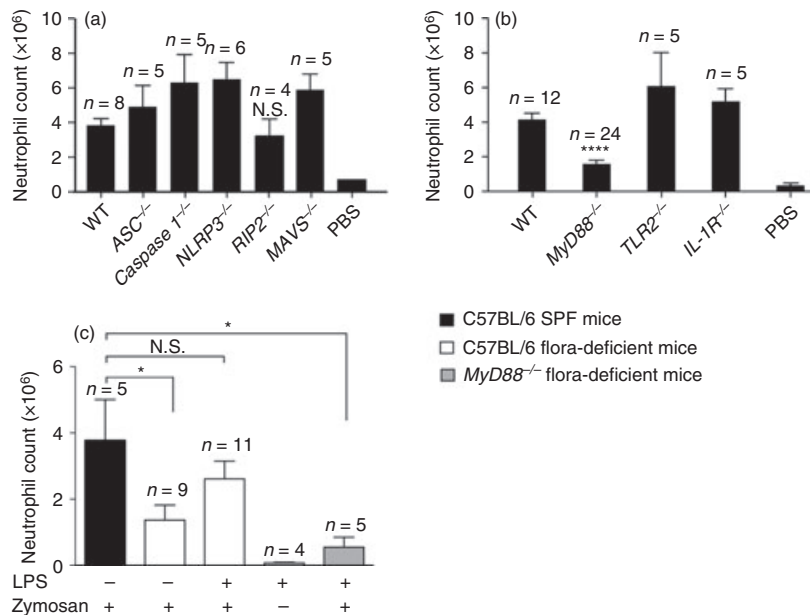 (a)
Neutrophil count (×10⁶)
10
8
6
4
2
0
n = 8
n = 5
n = 5
n = 6
n = 4
N.S.
n = 5
WT
ASC⁻/⁻
Caspase 1⁻/⁻
NLRP3⁻/⁻
RIP2⁻/⁻
MAVS⁻/⁻
PBS
(b)
Neutrophil count (×10⁶)
10
8
6
4
2
0
n = 12
n = 24
****
n = 5
n = 5
WT
MyD88⁻/⁻
TLR2⁻/⁻
IL-1R⁻/⁻
PBS
(c)
*
N.S.
*
Neutrophil count (×10⁶)
6
4
2
0
n = 5
n = 9
n = 11
n = 4
n = 5
LPS – – + + +
Zymosan + + + – +
C57BL/6 SPF mice
C57BL/6 flora-deficient mice
MyD88⁻/⁻ flora-deficient mice